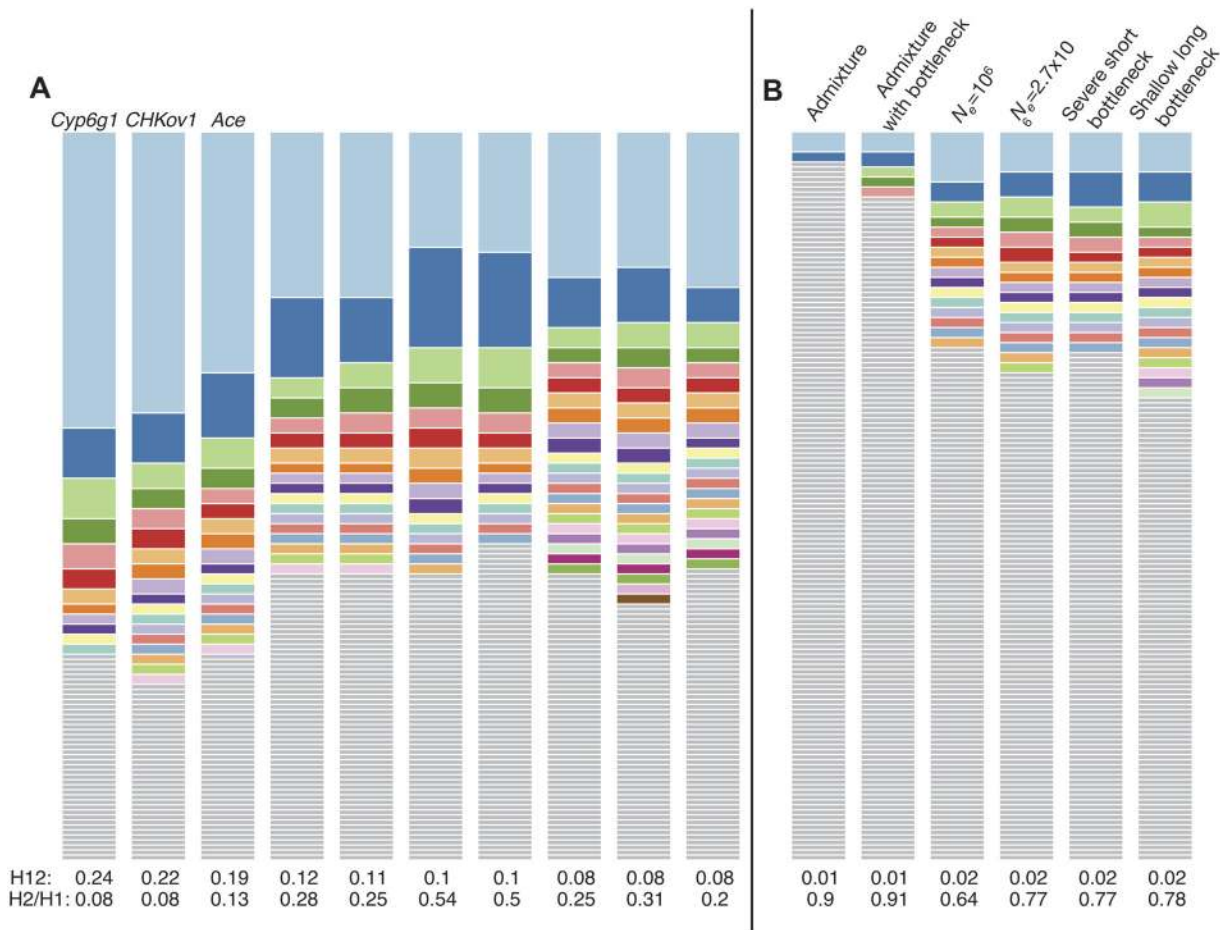 A
B
Cyp6g1 CHKov1 Ace
Admixture
Admixture
with bottleneck
Ne=10⁶
6Ne=2.7x10
Severe short
bottleneck
Shallow long
bottleneck
H12: 0.24 0.22 0.19 0.12 0.11 0.1 0.1 0.08 0.08 0.08 0.01 0.01 0.02 0.02 0.02 0.02
H2/H1: 0.08 0.08 0.13 0.28 0.25 0.54 0.5 0.25 0.31 0.2 0.9 0.91 0.64 0.77 0.77 0.78